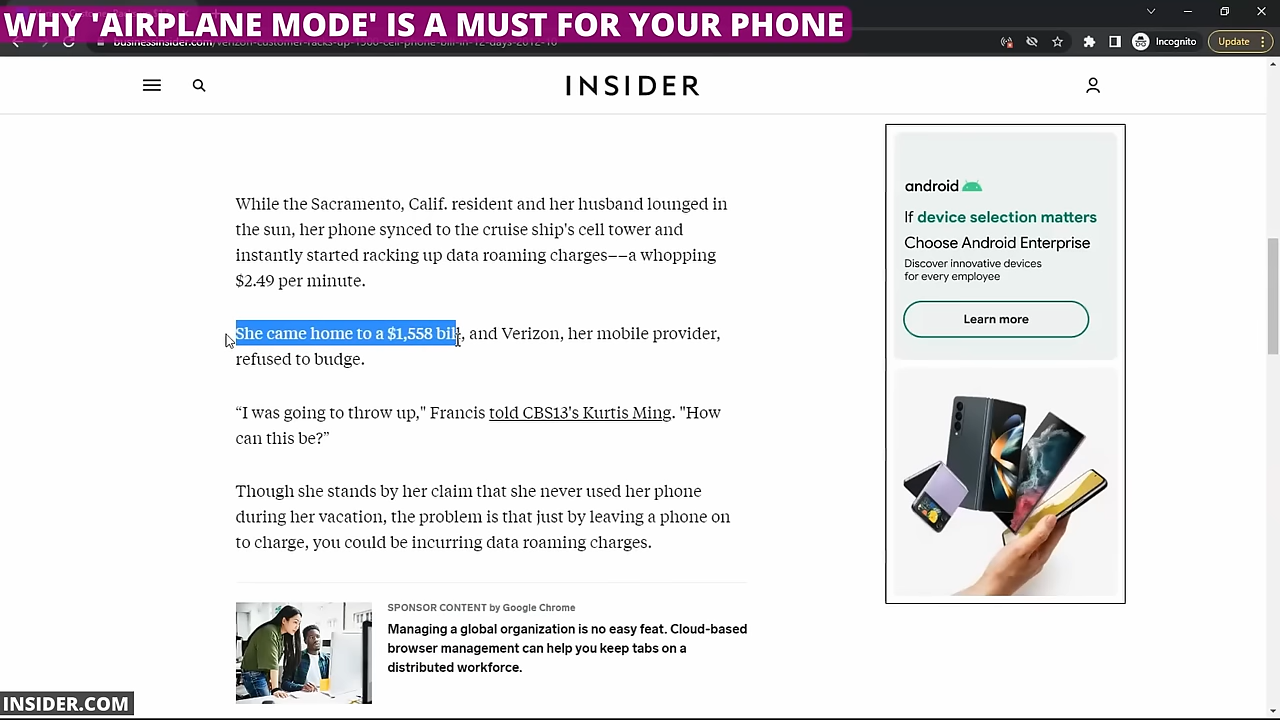 WHY 'AIRPLANE MODE' IS A MUST FOR YOUR PHONE
Incognito
Update
INSIDER
While the Sacramento, Calif. resident and her husband lounged in
the sun, her phone synced to the cruise ship's cell tower and
instantly started racking up data roaming charges––a whopping
$2.49 per minute.
She came home to a $1,558 bill, and Verizon, her mobile provider,
refused to budge.
“I was going to throw up," Francis told CBS13's Kurtis Ming. "How
can this be?”
Though she stands by her claim that she never used her phone
during her vacation, the problem is that just by leaving a phone on
to charge, you could be incurring data roaming charges.
SPONSOR CONTENT by Google Chrome
Managing a global organization is no easy feat. Cloud-based
browser management can help you keep tabs on a
distributed workforce.
android
If device selection matters
Choose Android Enterprise
Discover innovative devices
for every employee
Learn more
INSIDER.COM